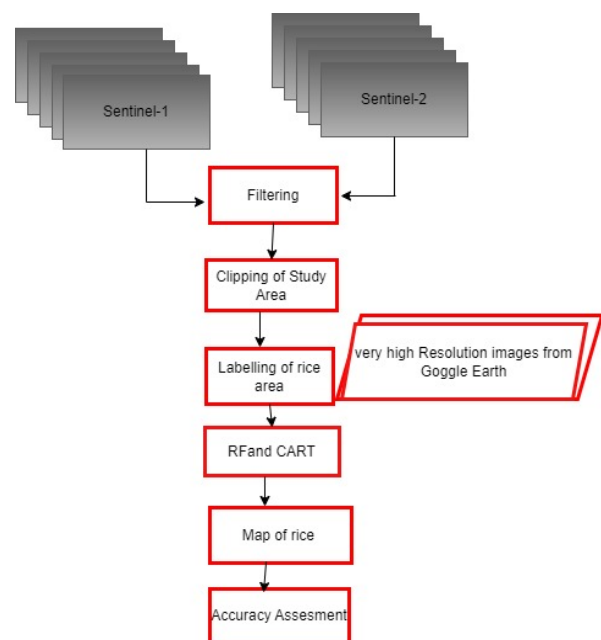 Sentinel-1
Sentinel-2
Filtering
Clipping of Study
Area
Labelling of rice
area
very high Resolution images from
Goggle Earth
RFand CART
Map of rice
Accuracy Assesment